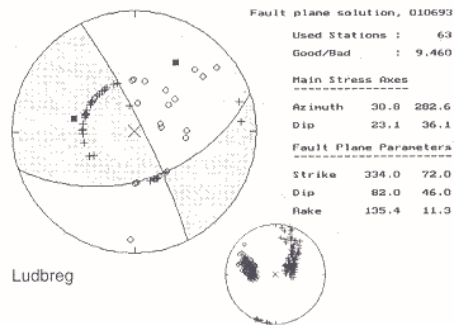 Fault plane solution, 010693
Used Stations : 63
Good/Bad : 9.460
Main Stress Axes
Azimuth 30.8 282.6
Dip 23.1 36.1
Fault Plane Parameters
Strike 334.0 72.0
Dip 82.0 46.0
Rake 135.4 11.3
Ludbreg